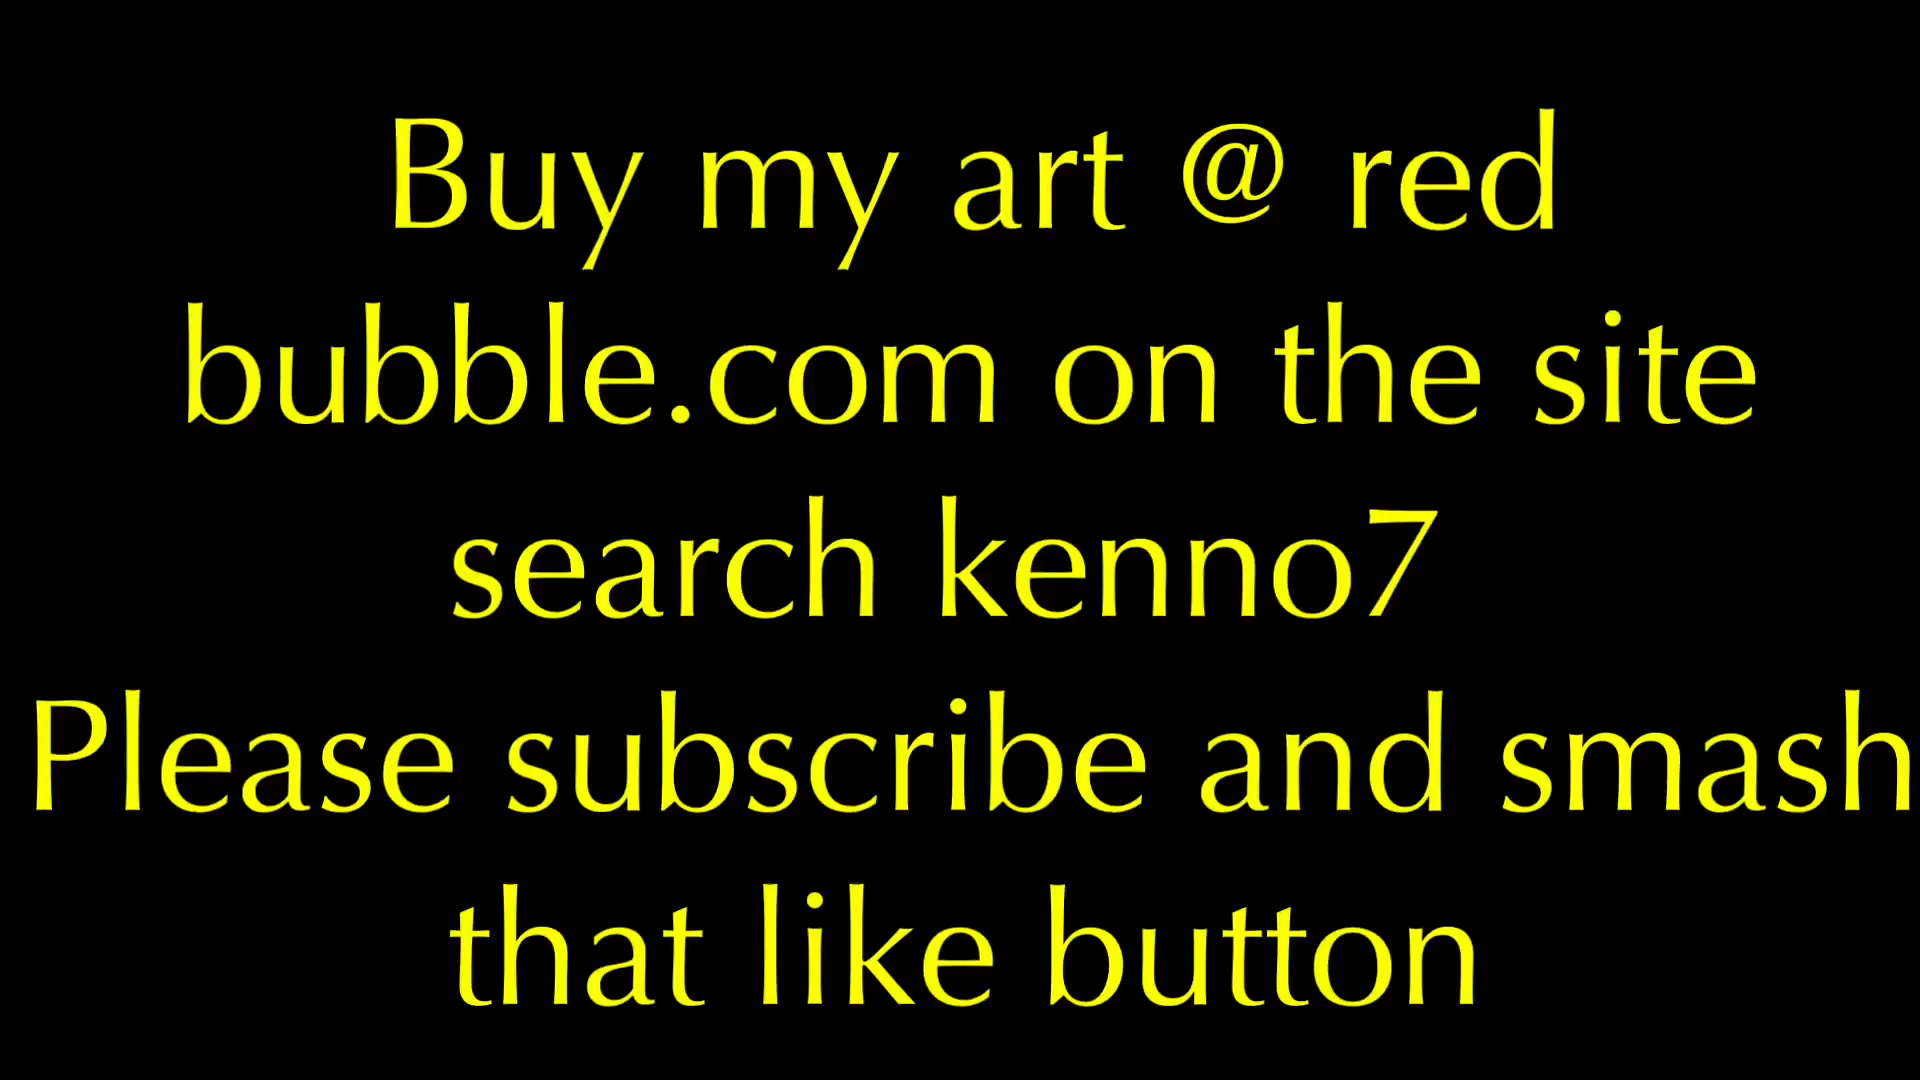 Buy my art @ red
bubble.com on the site
search kenno7
Please subscribe and smash
that like button